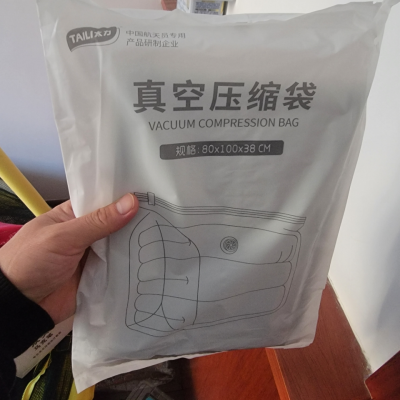 TAILI太力
中国航天员专用
产品研制企业
真空压缩袋
VACUUM COMPRESSION BAG
规格:80x100x38 CM